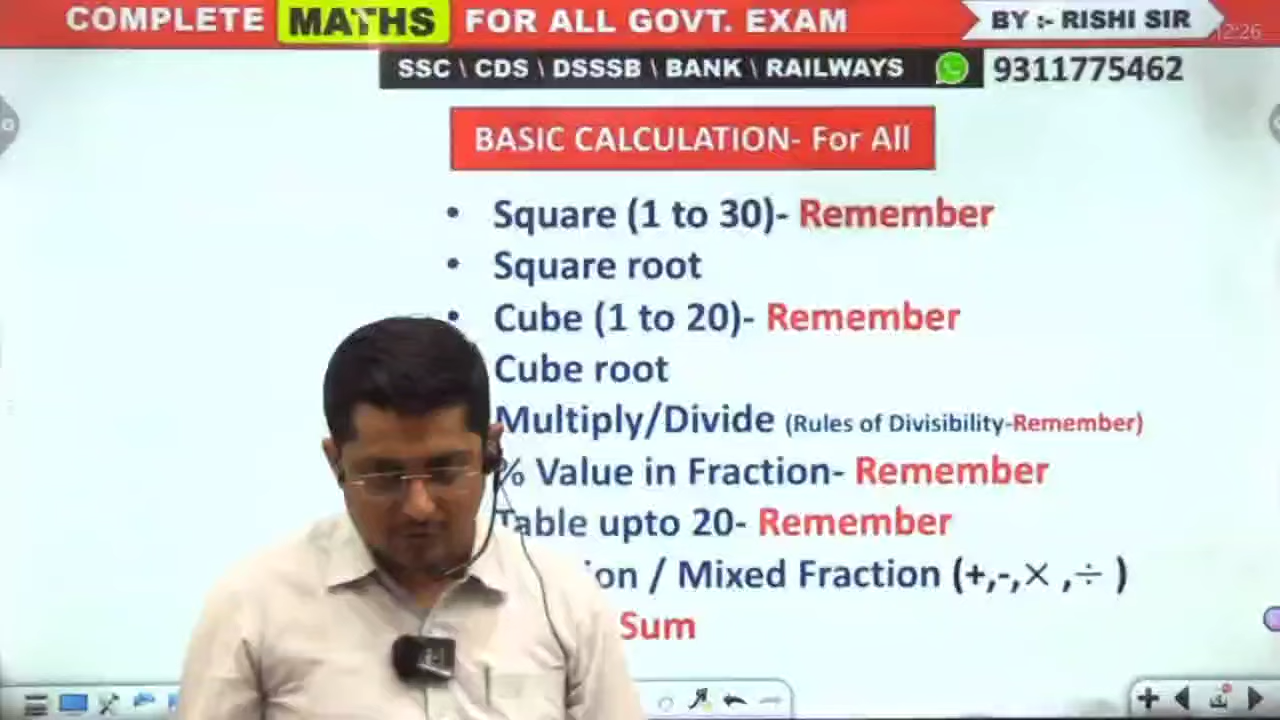 COMPLETE MATHS FOR ALL GOVT. EXAM BY :- RISHI SIR 12:26
SSC \ CDS \ DSSSB \ BANK \ RAILWAYS 9311775462
BASIC CALCULATION- For All
• Square (1 to 30)- Remember
• Square root
• Cube (1 to 20)- Remember
Cube root
Multiply/Divide (Rules of Divisibility-Remember)
% Value in Fraction- Remember
Table upto 20- Remember
ion / Mixed Fraction (+,-,× ,÷ )
Sum